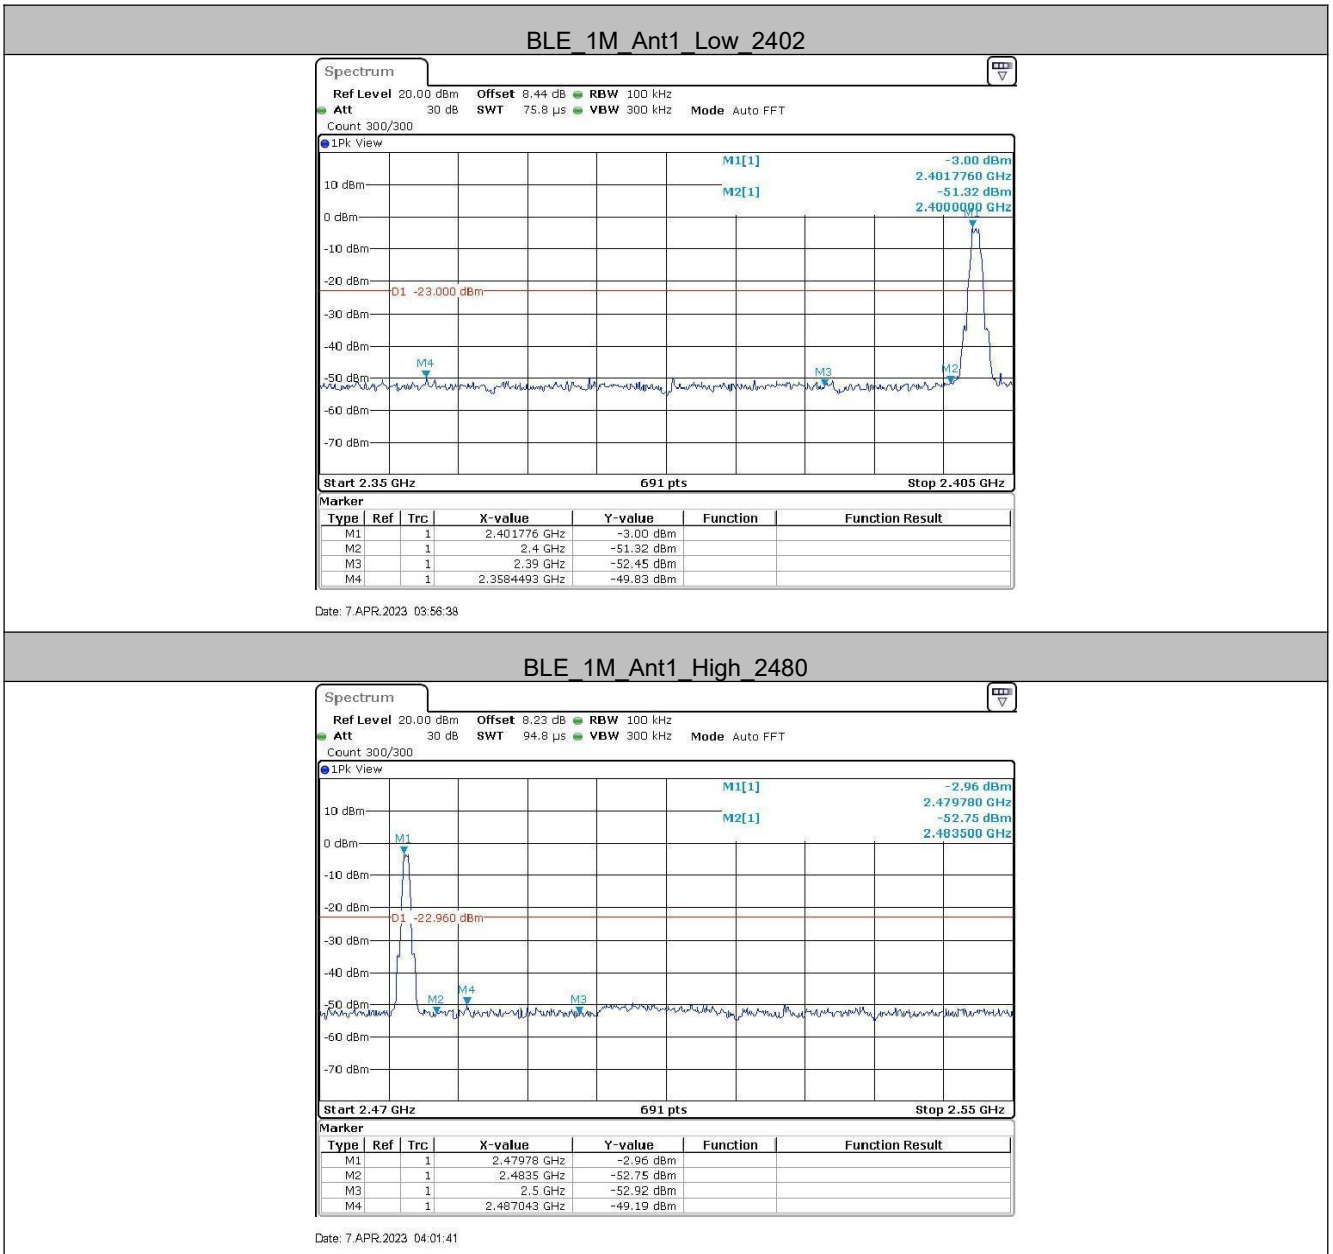 BLE_1M_Ant1_Low_2402
Spectrum
Ref Level 20.00 dBm Offset 8.44 dB RBW 100 kHz
Att 30 dB SWT 75.8 µs VBW 300 kHz Mode Auto FFT
Count 300/300
1Pk View
M1[1] -3.00 dBm
2.4017760 GHz
10 dBm
M2[1] -51.32 dBm
2.4000000 GHz
0 dBm
M1
-10 dBm
-20 dBm
D1 -23.000 dBm
-30 dBm
-40 dBm
M4
M3
M2
-50 dBm
-60 dBm
-70 dBm
Start 2.35 GHz 691 pts Stop 2.405 GHz
Marker
Type Ref Trc X-value Y-value Function Function Result
M1 1 2.401776 GHz -3.00 dBm
M2 1 2.4 GHz -51.32 dBm
M3 1 2.39 GHz -52.45 dBm
M4 1 2.3584493 GHz -49.83 dBm
Date: 7.APR.2023 03:56:38
BLE_1M_Ant1_High_2480
Spectrum
Ref Level 20.00 dBm Offset 8.23 dB RBW 100 kHz
Att 30 dB SWT 94.8 µs VBW 300 kHz Mode Auto FFT
Count 300/300
1Pk View
M1[1] -2.96 dBm
2.479780 GHz
10 dBm
M2[1] -52.75 dBm
2.483500 GHz
0 dBm
M1
-10 dBm
-20 dBm
D1 -22.960 dBm
-30 dBm
-40 dBm
M2
M4
M3
-50 dBm
-60 dBm
-70 dBm
Start 2.47 GHz 691 pts Stop 2.55 GHz
Marker
Type Ref Trc X-value Y-value Function Function Result
M1 1 2.47978 GHz -2.96 dBm
M2 1 2.4835 GHz -52.75 dBm
M3 1 2.5 GHz -52.92 dBm
M4 1 2.487043 GHz -49.19 dBm
Date: 7.APR.2023 04:01:41